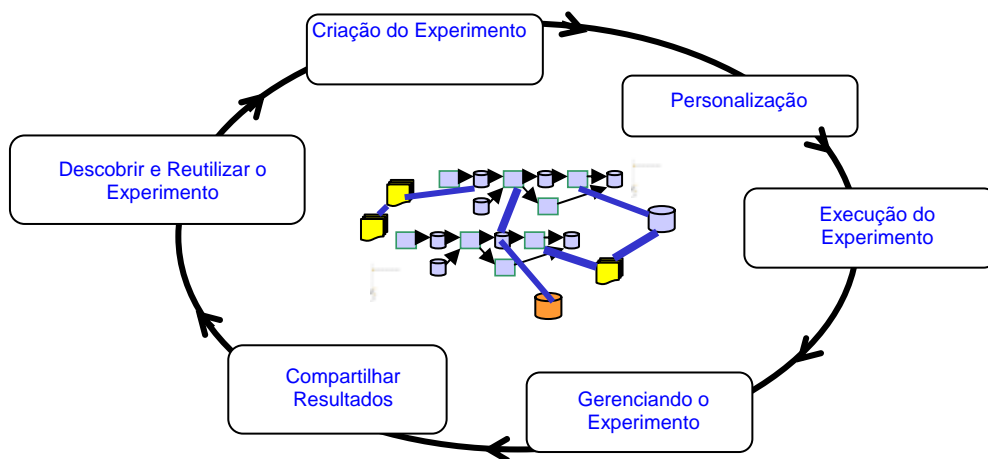 Criação do Experimento
Personalização
Execução do
Experimento
Gerenciando o
Experimento
Compartilhar
Resultados
Descobrir e Reutilizar o
Experimento